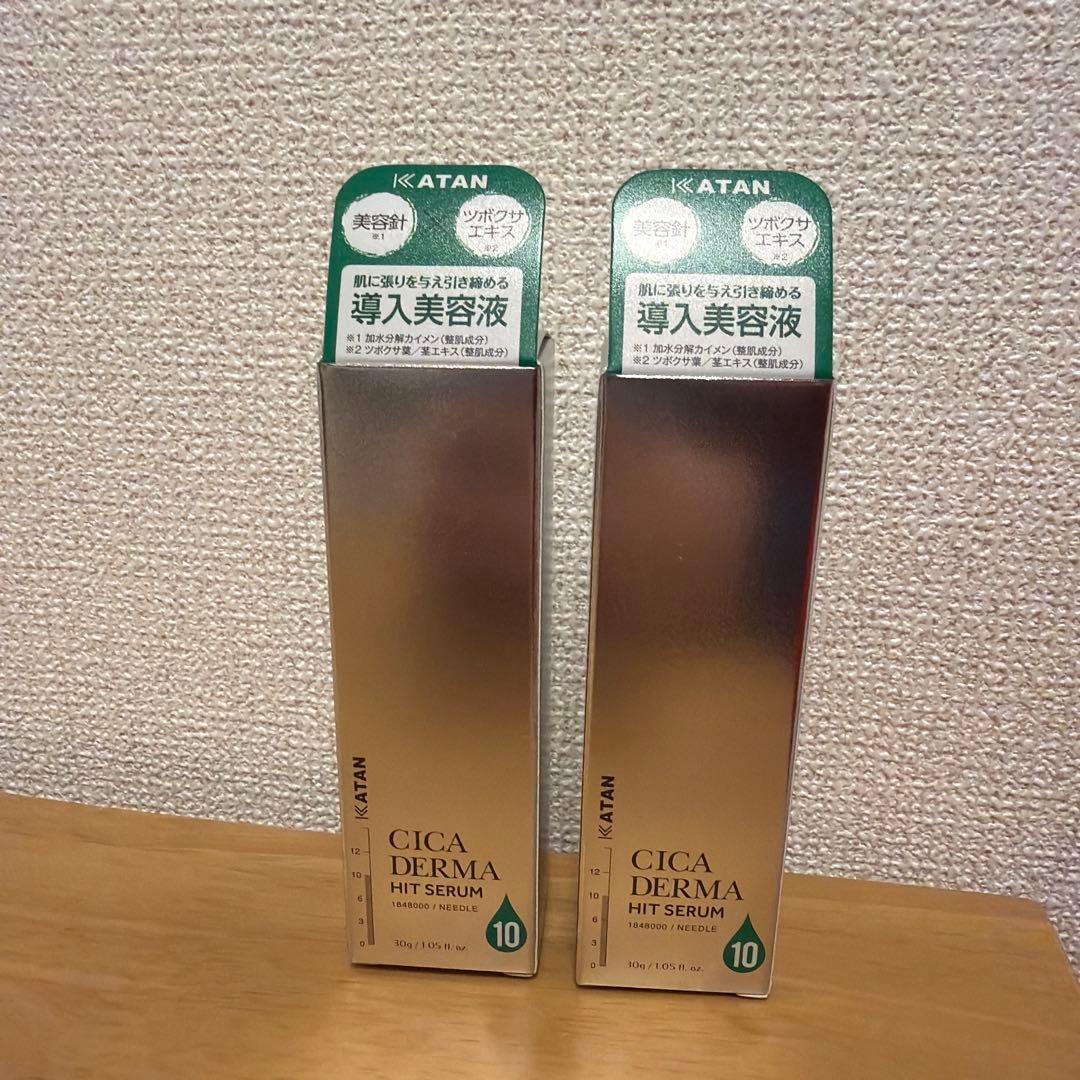 KATAN
美容針
※1
ツボクサ
エキス
※2
肌に張りを与え引き締める
導入美容液
※1 加水分解カイメン(整肌成分)
※2 ツボクサ葉/茎エキス(整肌成分)
KATAN
12
10
6
3
0
CICA
DERMA
HIT SERUM
1848000 / NEEDLE
30g / 1.05 fl. oz.
10
KATAN
美容針
※1
ツボクサ
エキス
※2
肌に張りを与え引き締める
導入美容液
※1 加水分解カイメン(整肌成分)
※2 ツボクサ葉/茎エキス(整肌成分)
KATAN
12
10
6
3
0
CICA
DERMA
HIT SERUM
1848000 / NEEDLE
30g / 1.05 fl. oz.
10